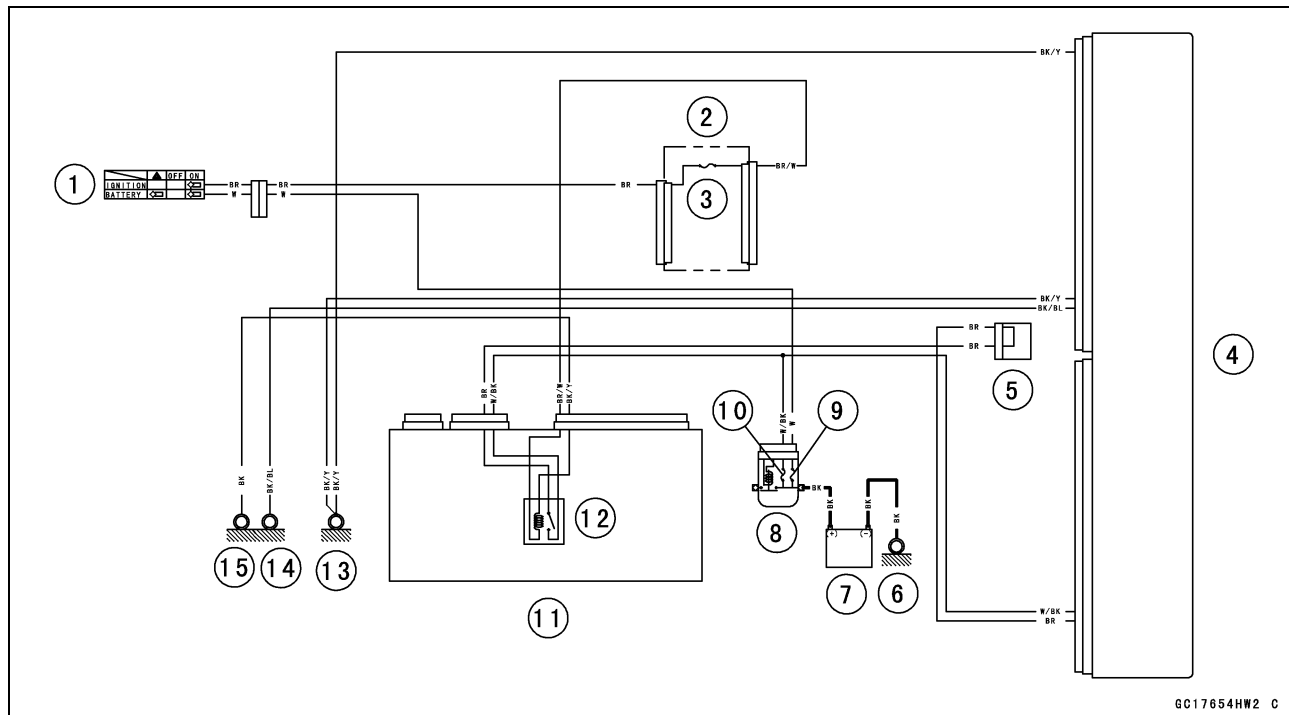 BK/Y
2
BR/W
1
OFF ON
IGNITION
BATTERY
BR BR
W W
BR
3
BK/Y
BK/BL
BR
BR
4
5
BR
W/BK
BR/W
BK/Y
10
9
W/BK
W
BK
BK/BL
BK/Y
BK/Y
BK
BK
BK
(+) (-)
12
8
15
14
13
7
6
11
W/BK
BR
GC17654HW2 C